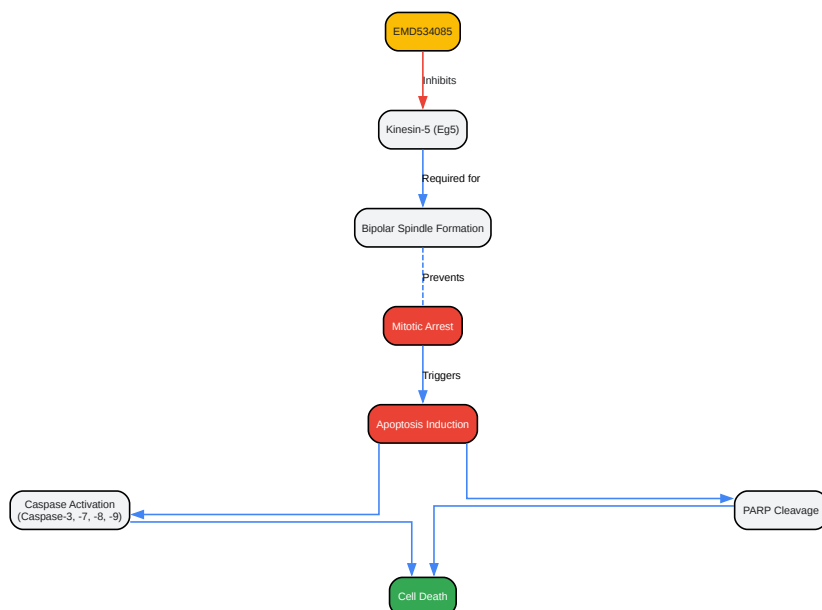 EMD534085
Inhibits
Kinesin-5 (Eg5)
Required for
Bipolar Spindle Formation
Prevents
Mitotic Arrest
Triggers
Apoptosis Induction
Caspase Activation
(Caspase-3, -7, -8, -9)
PARP Cleavage
Cell Death